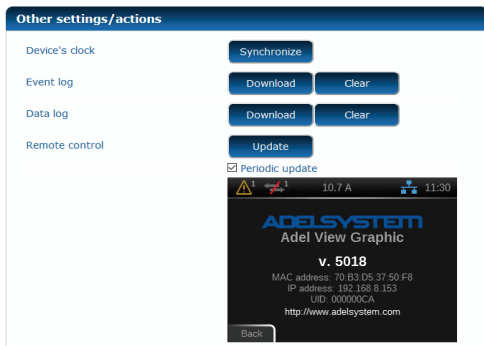 Other settings/actions
Device's clock Synchronize
Event log Download Clear
Data log Download Clear
Remote control Update
Periodic update
1 1 10.7 A 11:30
ADELSYSTEM
Adel View Graphic
v. 5018
MAC address: 70:B3:D5:37:50:F8
IP address: 192.168.8.153
UID: 000000CA
http://www.adelsystem.com
Back